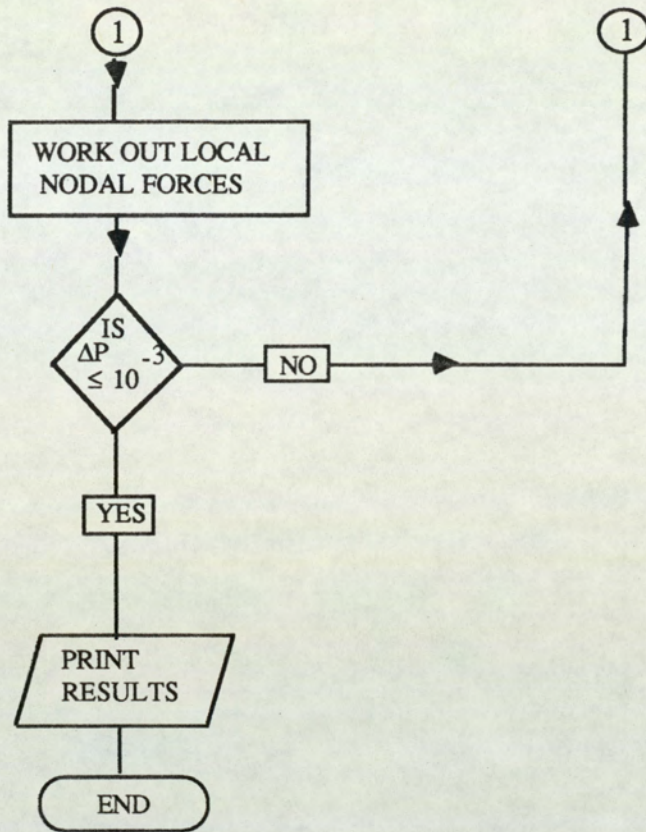 1
1
WORK OUT LOCAL
NODAL FORCES
IS
ΔP
≤ 10 -3
NO
YES
PRINT
RESULTS
END